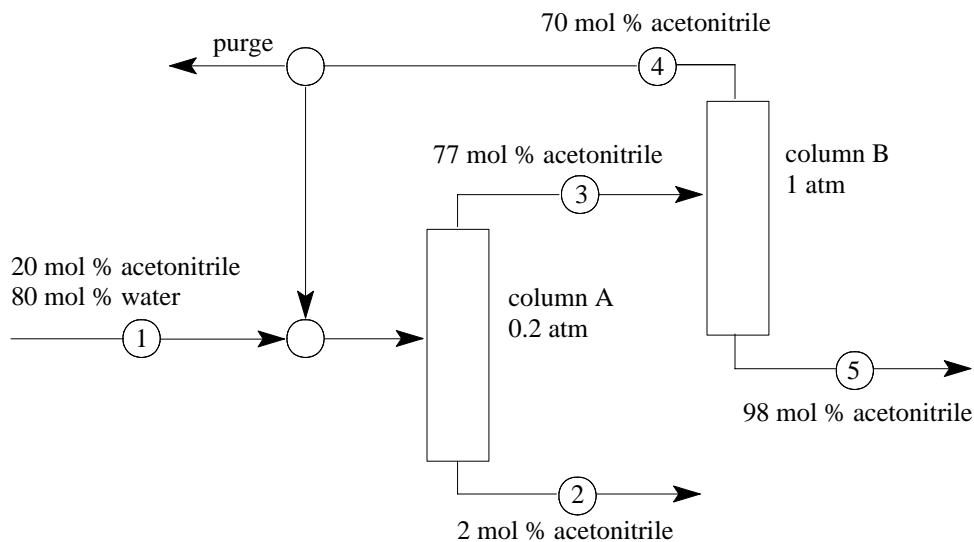 70 mol % acetonitrile
purge
4
77 mol % acetonitrile
column B
1 atm
3
20 mol % acetonitrile
80 mol % water
column A
0.2 atm
1
5
98 mol % acetonitrile
2
2 mol % acetonitrile